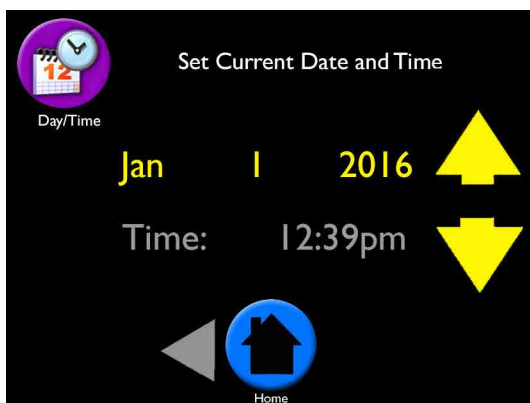 Set Current Date and Time
12
Day/Time
Jan 1 2016
Time: 12:39pm
Home